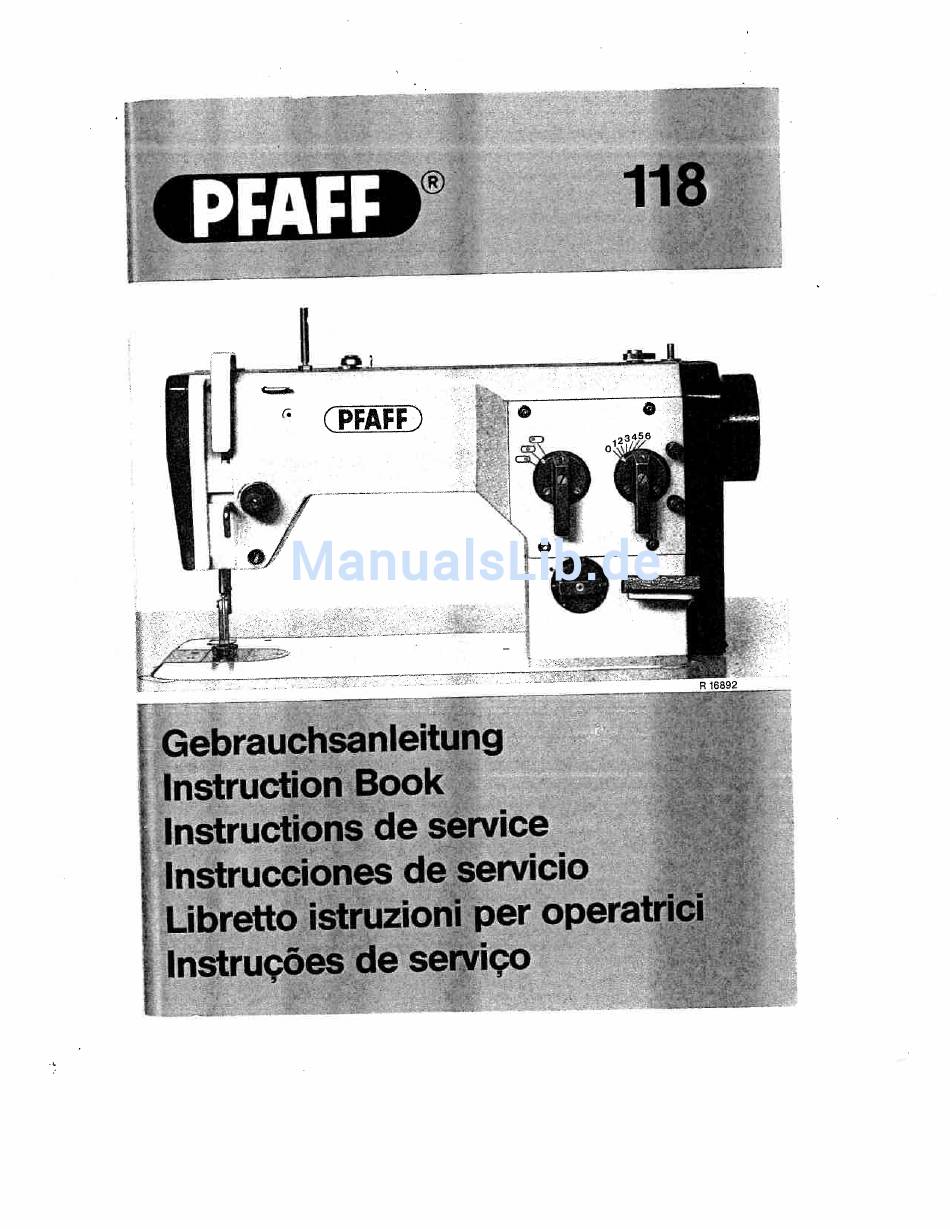 PFAFF®
118
PFAFF
0123456
ManualsLib.de
R 16892
Gebrauchsanleitung
Instruction Book
Instructions de service
Instrucciones de servicio
Libretto istruzioni per operatrici
Instruções de serviço